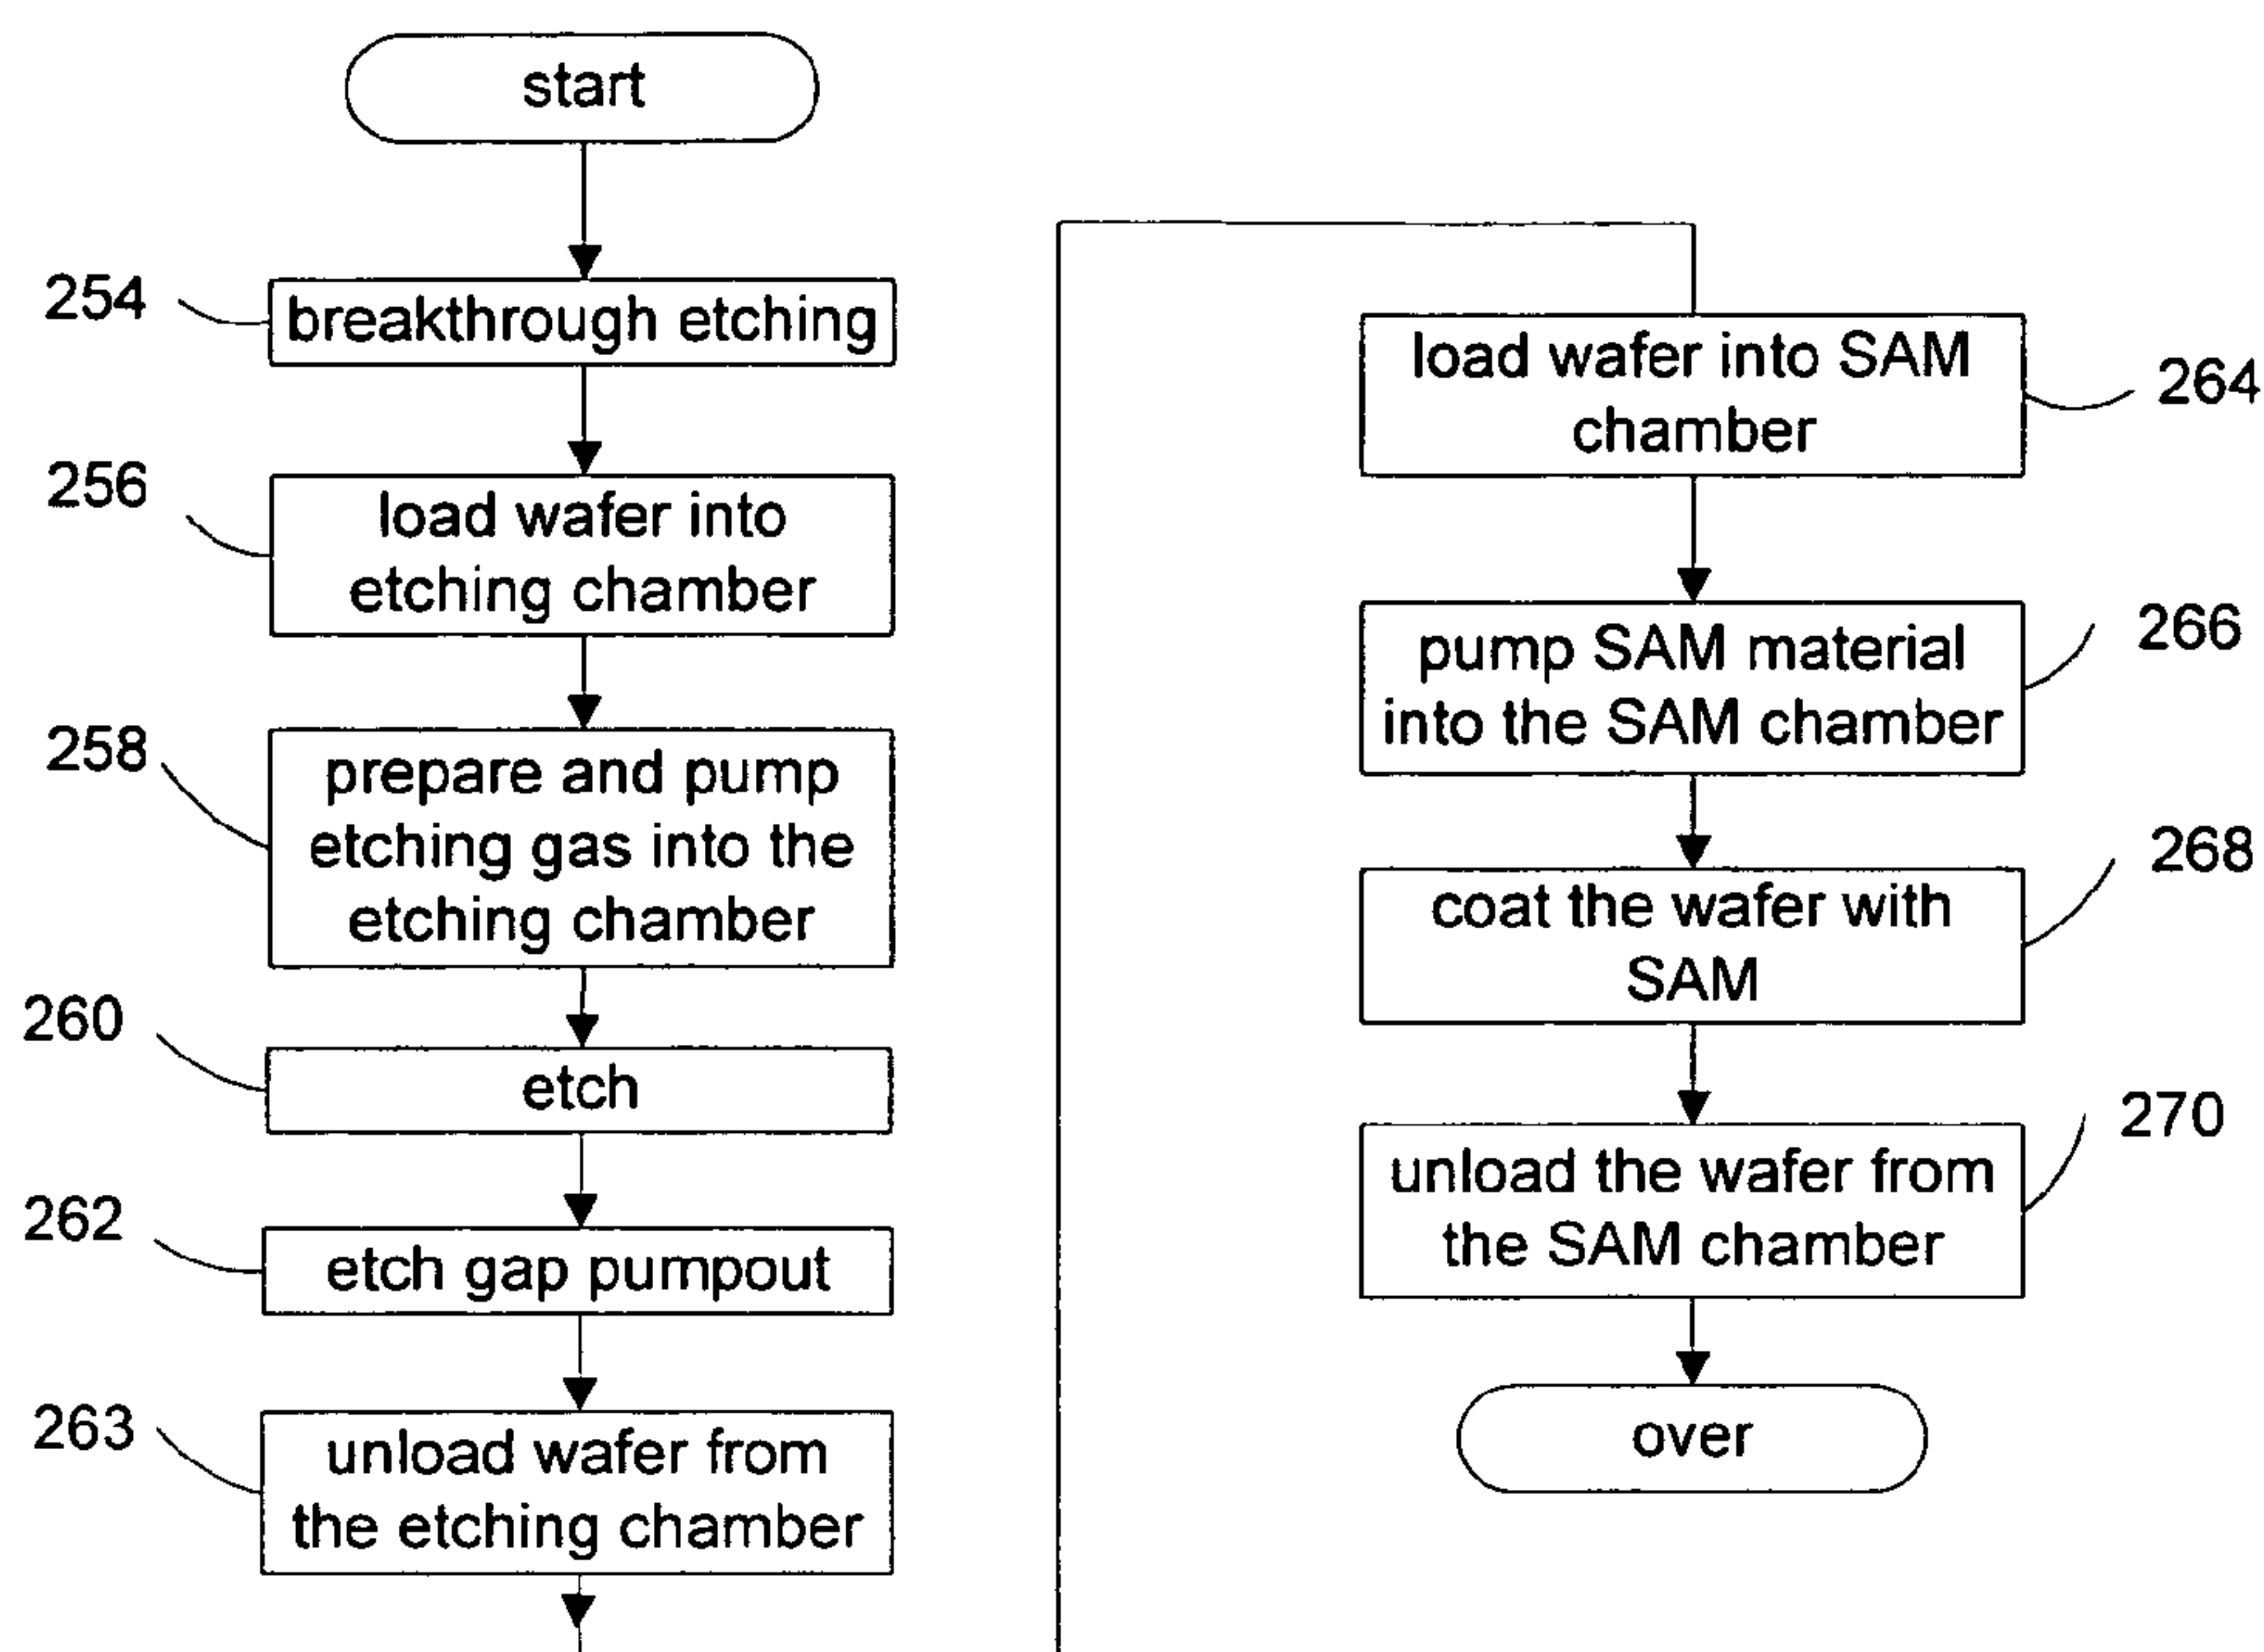 start
254
breakthrough etching
256
load wafer into
etching chamber
258
prepare and pump
etching gas into the
etching chamber
260
etch
262
etch gap pumpout
263
unload wafer from
the etching chamber
load wafer into SAM
chamber
264
pump SAM material
into the SAM chamber
266
coat the wafer with
SAM
268
unload the wafer from
the SAM chamber
270
over